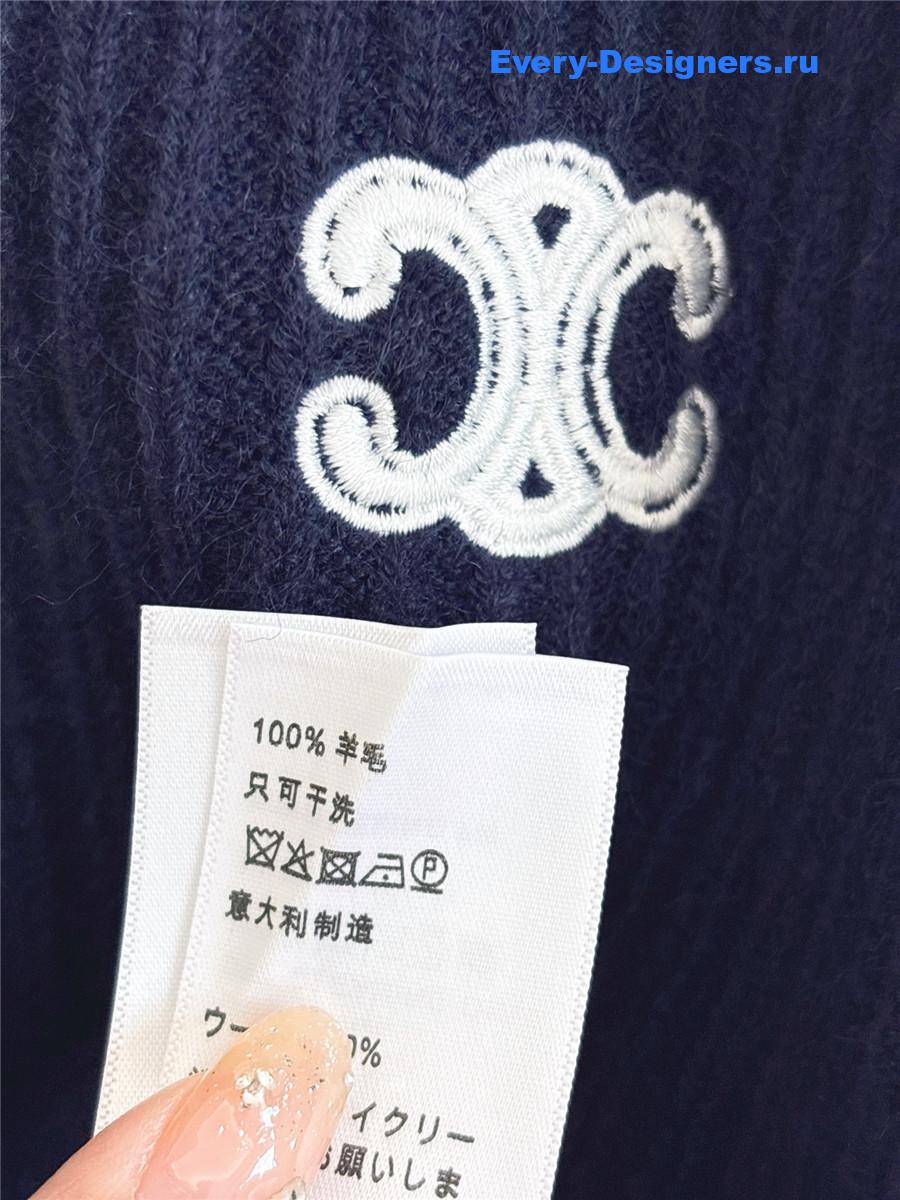 Every-Designers.ru
100% 羊毛
只可干洗
P
意大利制造
ウー 0%
イクリー
願いしま